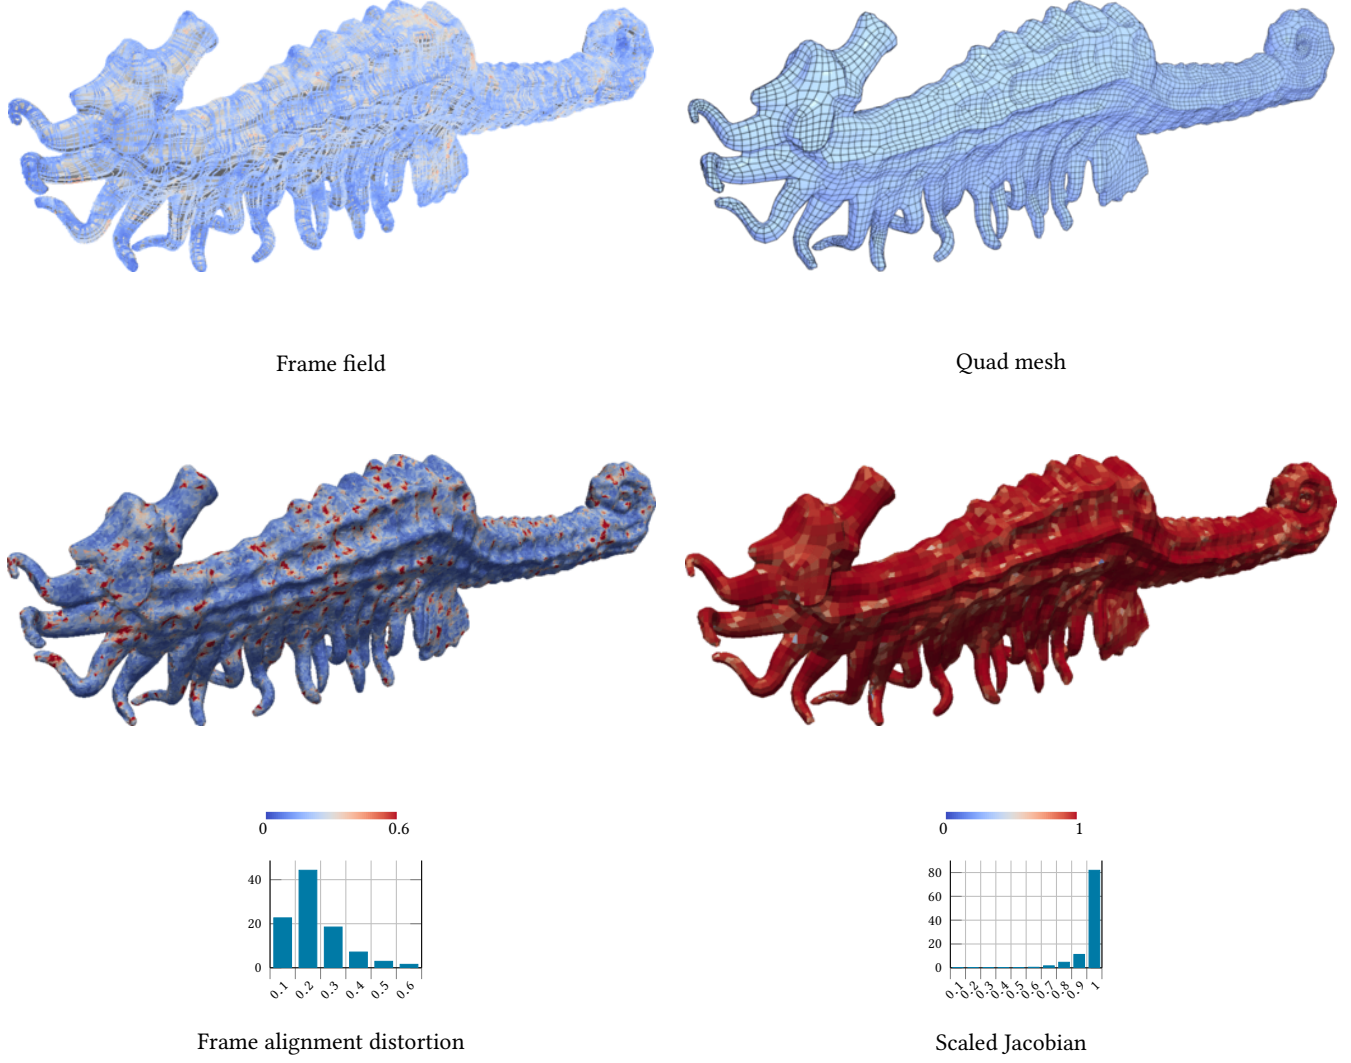 Frame field
Quad mesh
0 0.6
0 1
40
20
0
0.1 0.2 0.3 0.4 0.5 0.6
80
60
40
20
0
0.1 0.2 0.3 0.4 0.5 0.6 0.7 0.8 0.9 1
Frame alignment distortion
Scaled Jacobian